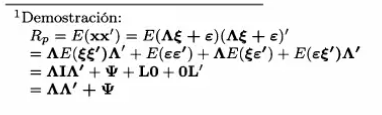 ¹Demostración:
R_p = E(xx′) = E(Λξ + ε)(Λξ + ε)′
= ΛE(ξξ′)Λ′ + E(εε′) + ΛE(ξε′) + E(εξ′)Λ′
= ΛIΛ′ + Ψ + L0 + 0L′
= ΛΛ′ + Ψ